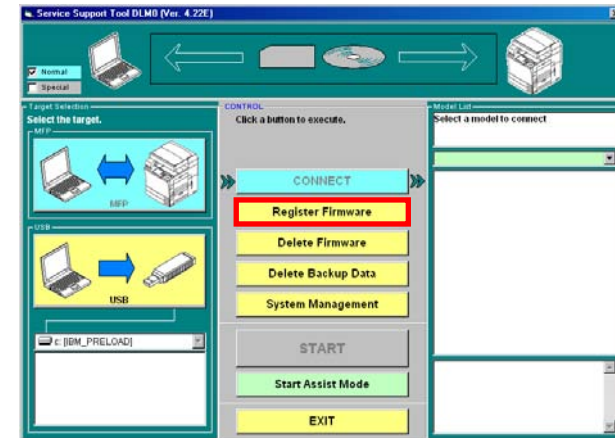 Service Support Tool DLM0 (Ver. 4.22E)
Normal
Special
Target Selection
Select the target.
MFP
MFP
USB
USB
c: [IBM_PRELOAD]
CONTROL
Click a button to execute.
CONNECT
Register Firmware
Delete Firmware
Delete Backup Data
System Management
START
Start Assist Mode
EXIT
Model List
Select a model to connect